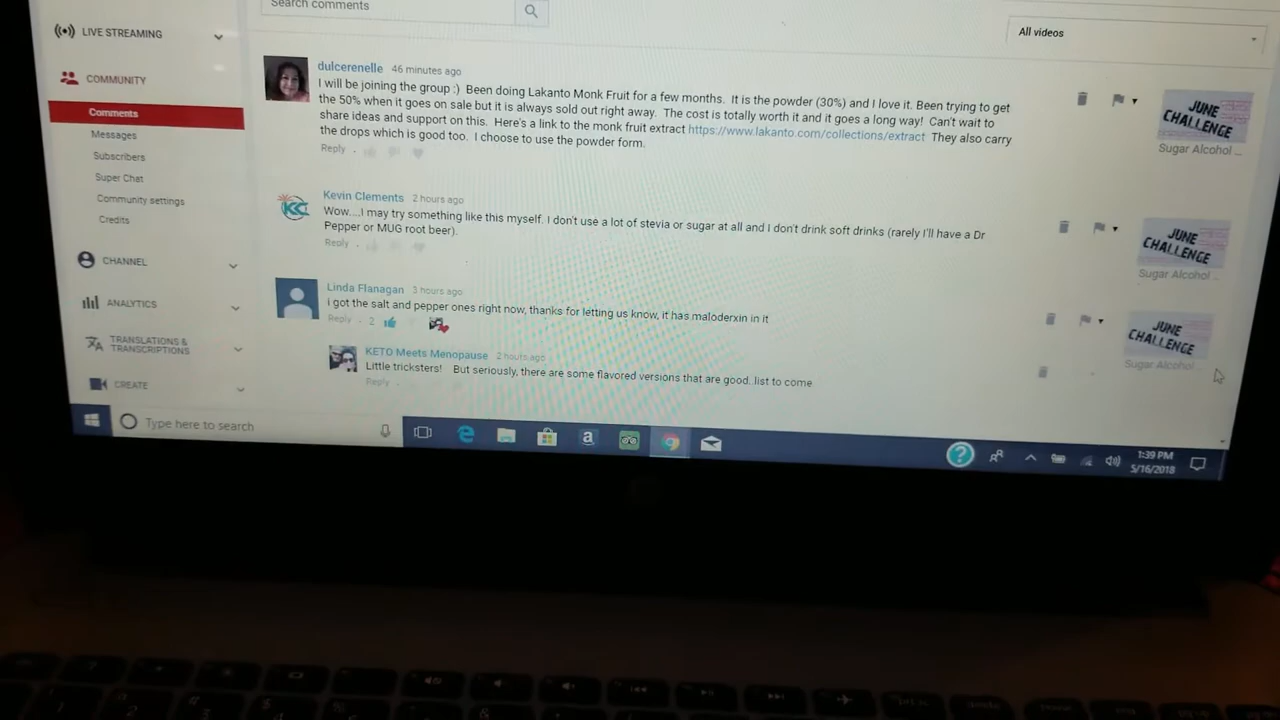 Search comments
All videos
LIVE STREAMING
COMMUNITY
Comments
Messages
Subscribers
Super Chat
Community settings
Credits
CHANNEL
ANALYTICS
TRANSLATIONS &
TRANSCRIPTIONS
CREATE
dulcerenelle 46 minutes ago
I will be joining the group :) Been doing Lakanto Monk Fruit for a few months. It is the powder (30%) and I love it. Been trying to get
the 50% when it goes on sale but it is always sold out right away. The cost is totally worth it and it goes a long way! Can't wait to
share ideas and support on this. Here's a link to the monk fruit extract https://www.lakanto.com/collections/extract They also carry
the drops which is good too. I choose to use the powder form.
Reply
JUNE
CHALLENGE
Sugar Alcohol ...
KC
Kevin Clements 2 hours ago
Wow....I may try something like this myself. I don't use a lot of stevia or sugar at all and I don't drink soft drinks (rarely I'll have a Dr
Pepper or MUG root beer).
Reply
JUNE
CHALLENGE
Sugar Alcohol ...
Linda Flanagan 3 hours ago
i got the salt and pepper ones right now, thanks for letting us know, it has maloderxin in it
Reply 2
JUNE
CHALLENGE
Sugar Alcohol ...
KETO Meets Menopause 2 hours ago
Little tricksters! But seriously, there are some flavored versions that are good..list to come
Reply
Type here to search
a
1:39 PM
5/16/2018